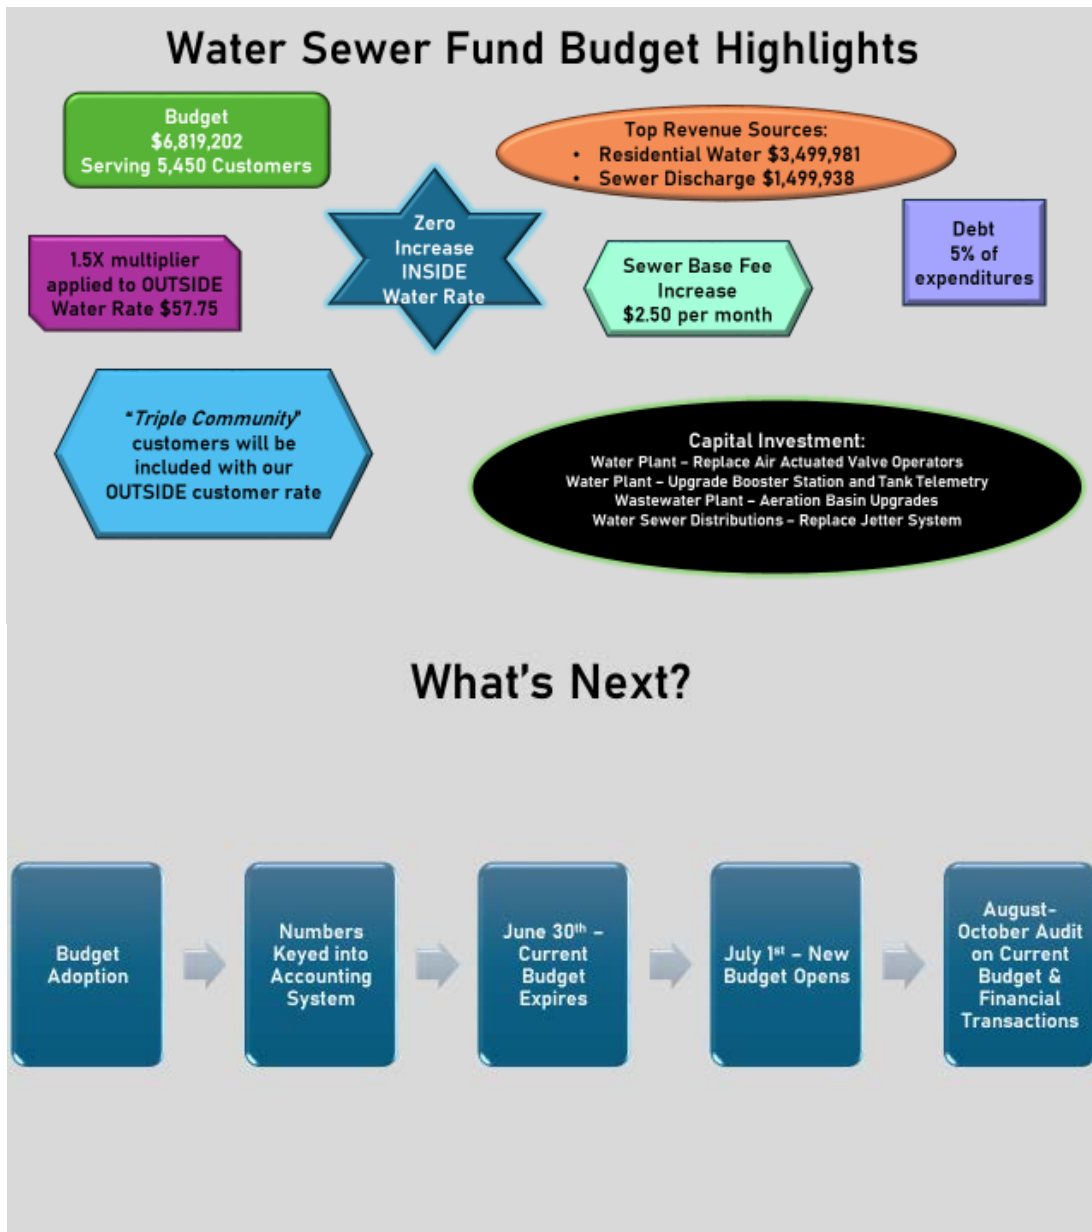 Water Sewer Fund Budget Highlights
Budget
$6,819,202
Serving 5,450 Customers
Top Revenue Sources:
• Residential Water $3,499,981
• Sewer Discharge $1,499,938
Zero
Increase
INSIDE
Water Rate
Debt
5% of
expenditures
1.5X multiplier
applied to OUTSIDE
Water Rate $57.75
Sewer Base Fee
Increase
$2.50 per month
"Triple Community"
customers will be
included with our
OUTSIDE customer rate
Capital Investment:
Water Plant – Replace Air Actuated Valve Operators
Water Plant – Upgrade Booster Station and Tank Telemetry
Wastewater Plant – Aeration Basin Upgrades
Water Sewer Distributions – Replace Jetter System
What's Next?
Budget
Adoption
Numbers
Keyed into
Accounting
System
June 30th –
Current
Budget
Expires
July 1st – New
Budget Opens
August-
October Audit
on Current
Budget &
Financial
Transactions